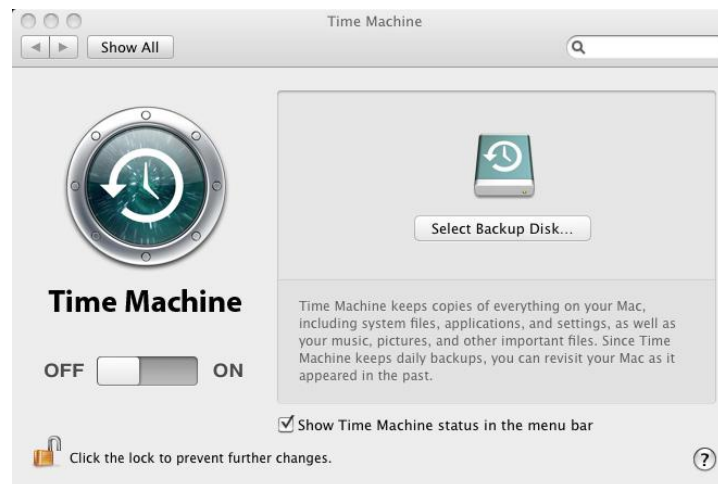 Time Machine
Show All
Select Backup Disk...
Time Machine
Time Machine keeps copies of everything on your Mac,
including system files, applications, and settings, as well as
your music, pictures, and other important files. Since Time
Machine keeps daily backups, you can revisit your Mac as it
appeared in the past.
OFF ON
Show Time Machine status in the menu bar
Click the lock to prevent further changes.
?